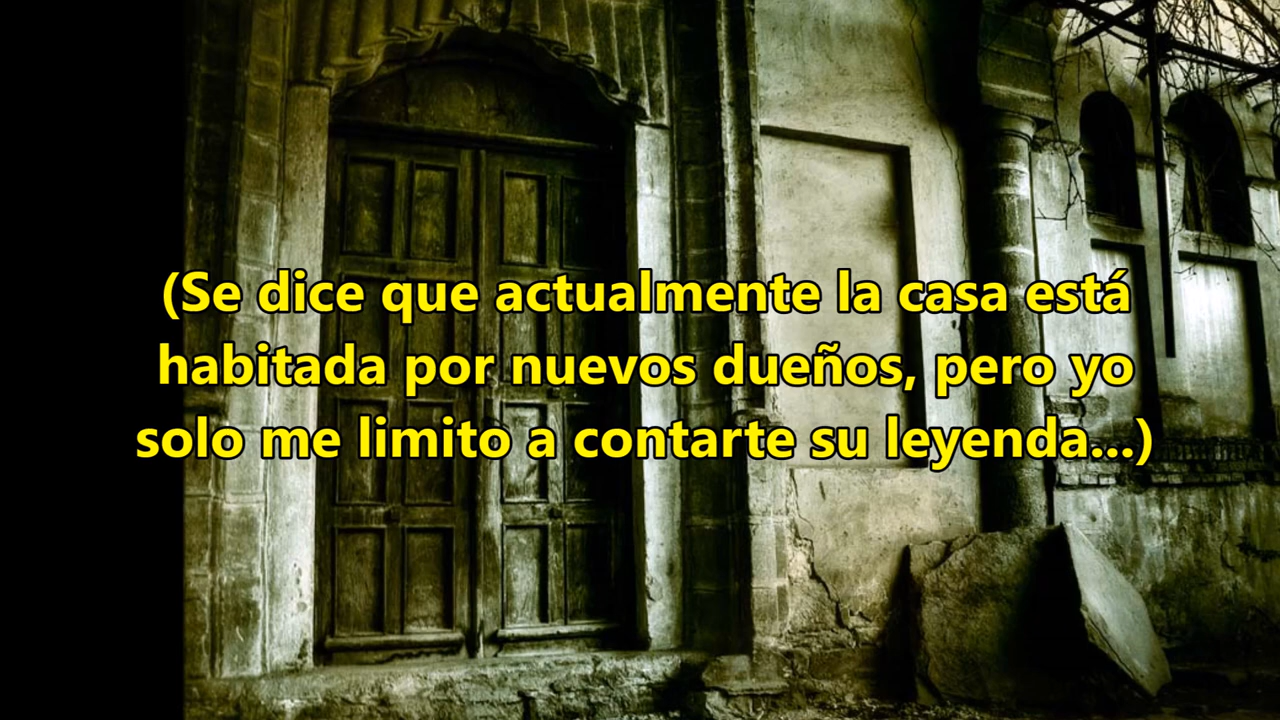 (Se dice que actualmente la casa está
habitada por nuevos dueños, pero yo
solo me limito a contarte su leyenda...)